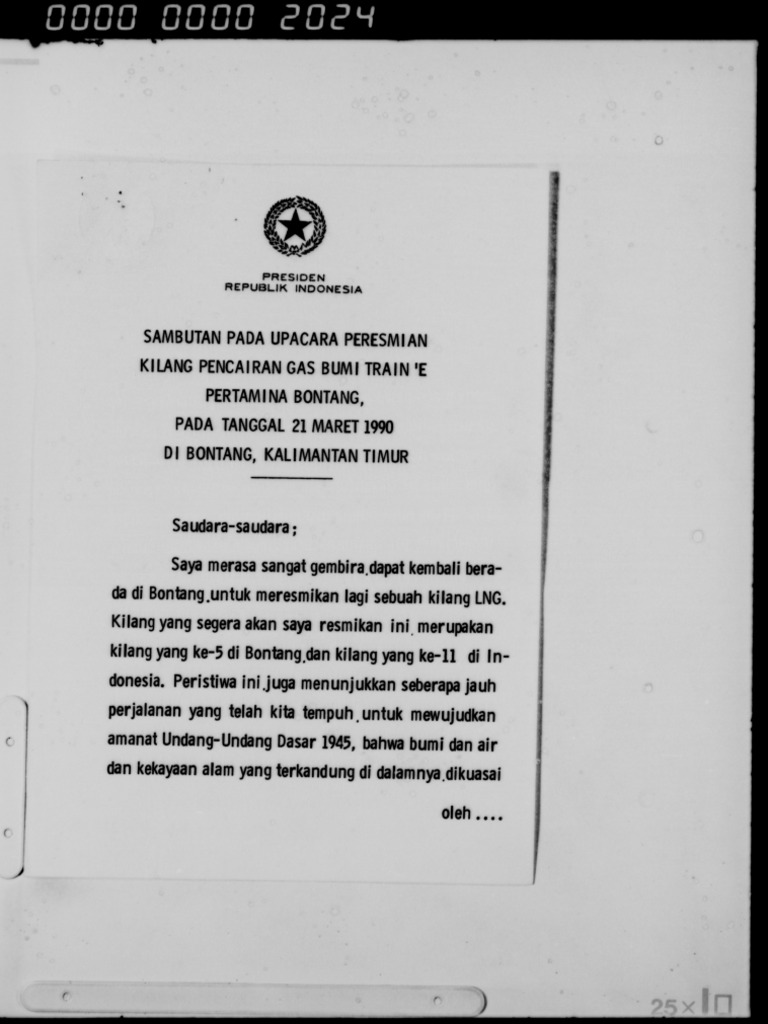 0000 0000 2024
PRESIDEN
REPUBLIK INDONESIA
SAMBUTAN PADA UPACARA PERESMIAN
KILANG PENCAIRAN GAS BUMI TRAIN 'E
PERTAMINA BONTANG,
PADA TANGGAL 21 MARET 1990
DI BONTANG, KALIMANTAN TIMUR
Saudara-saudara;
Saya merasa sangat gembira,dapat kembali bera-
da di Bontang,untuk meresmikan lagi sebuah kilang LNG.
Kilang yang segera akan saya resmikan ini, merupakan
kilang yang ke-5 di Bontang,dan kilang yang ke-11 di In-
donesia. Peristiwa ini,juga menunjukkan seberapa jauh
perjalanan yang telah kita tempuh,untuk mewujudkan
amanat Undang-Undang Dasar 1945, bahwa bumi dan air
dan kekayaan alam yang terkandung di dalamnya,dikuasai
oleh ....
25×